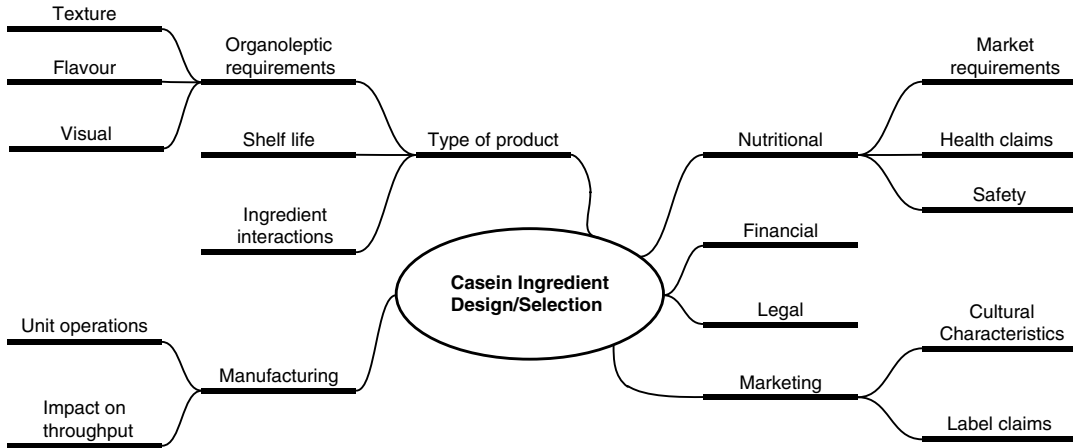 Texture
Flavour
Visual
Organoleptic
requirements
Shelf life
Ingredient
interactions
Type of product
Unit operations
Impact on
throughput
Manufacturing
Casein Ingredient
Design/Selection
Nutritional
Market
requirements
Health claims
Safety
Financial
Legal
Marketing
Cultural
Characteristics
Label claims